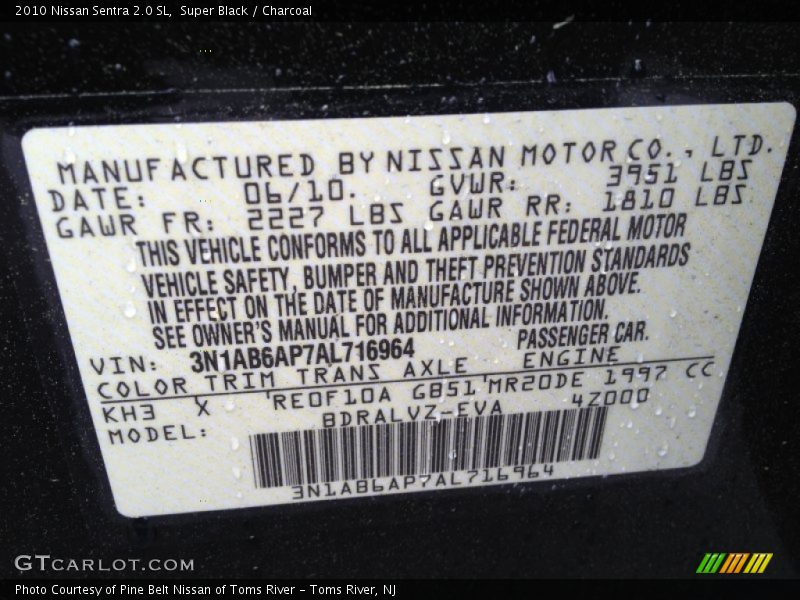 2010 Nissan Sentra 2.0 SL,  Super Black / Charcoal
MANUFACTURED BY NISSAN MOTOR CO., LTD.
DATE: 06/10. GVWR: 3951 LBS
GAWR FR: 2227 LBS GAWR RR: 1810 LBS
THIS VEHICLE CONFORMS TO ALL APPLICABLE FEDERAL MOTOR
VEHICLE SAFETY, BUMPER AND THEFT PREVENTION STANDARDS
IN EFFECT ON THE DATE OF MANUFACTURE SHOWN ABOVE.
SEE OWNER'S MANUAL FOR ADDITIONAL INFORMATION.
VIN: 3N1AB6AP7AL716964 PASSENGER CAR.
COLOR TRIM TRANS AXLE ENGINE
KH3 X RE0F10A GB51 MR20DE 1997 CC
MODEL: BDRALVZ-EVA 4Z000
3N1AB6AP7AL716964
GTCARLOT.COM
Photo Courtesy of Pine Belt Nissan of Toms River – Toms River, NJ